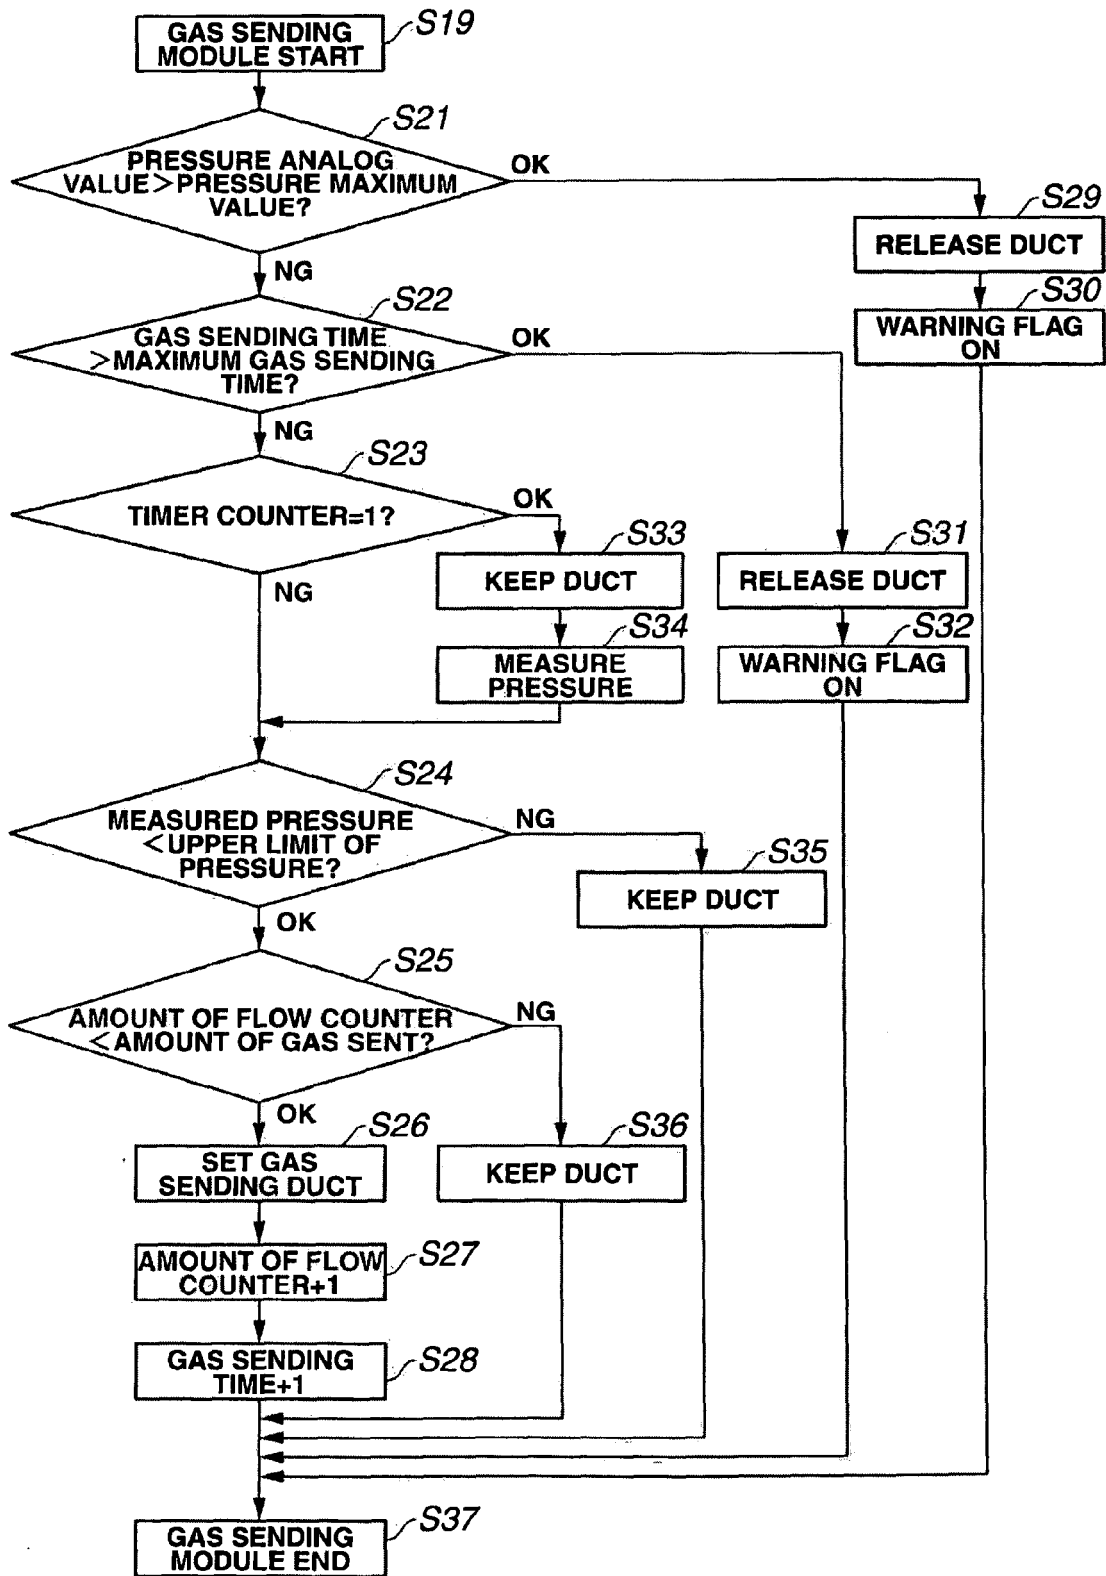 GAS SENDING
MODULE START
S19
S21
PRESSURE ANALOG
VALUE>PRESSURE MAXIMUM
VALUE?
OK
NG
S29
RELEASE DUCT
S30
WARNING FLAG
ON
S22
GAS SENDING TIME
>MAXIMUM GAS SENDING
TIME?
OK
NG
S23
TIMER COUNTER=1?
OK
NG
S33
KEEP DUCT
S34
MEASURE
PRESSURE
S31
RELEASE DUCT
S32
WARNING FLAG
ON
S24
MEASURED PRESSURE
<UPPER LIMIT OF
PRESSURE?
NG
OK
S35
KEEP DUCT
S25
AMOUNT OF FLOW COUNTER
<AMOUNT OF GAS SENT?
NG
OK
S26
SET GAS
SENDING DUCT
S36
KEEP DUCT
AMOUNT OF FLOW
COUNTER+1
S27
GAS SENDING
TIME+1
S28
GAS SENDING
MODULE END
S37